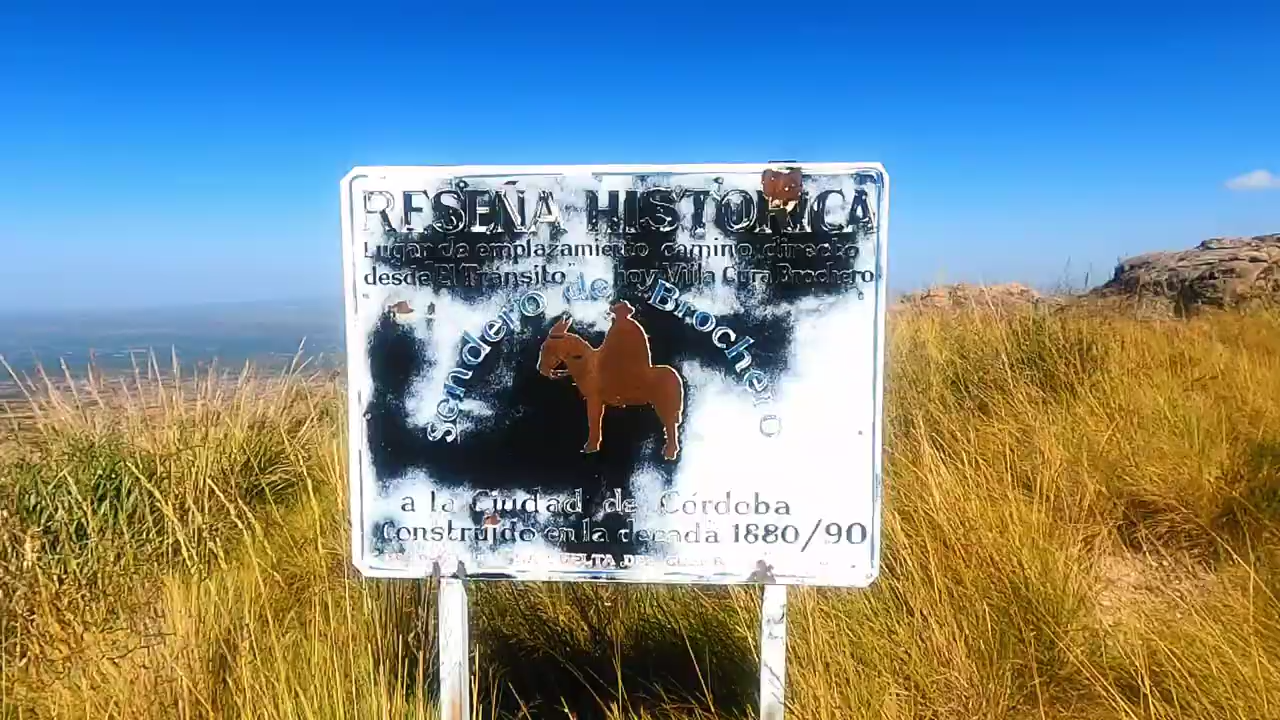 RESEÑA HISTORICA
Lugar de emplazamiento camino directo
desde El Transito" hoy Villa Cura Brochero
Sendero de Brochero
a la Ciudad de Córdoba
Construido en la decada 1880/90